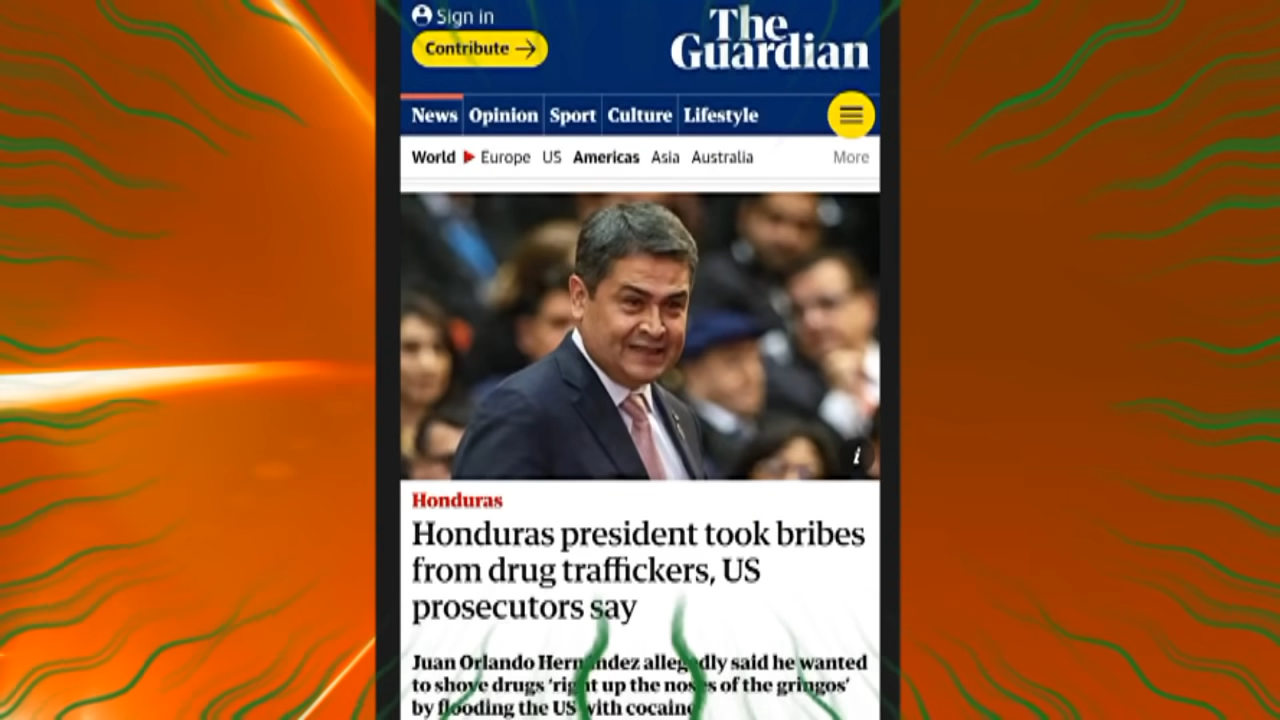 Sign in
Contribute →
The
Guardian
News Opinion Sport Culture Lifestyle
World ▶ Europe US Americas Asia Australia More
i
Honduras
Honduras president took bribes
from drug traffickers, US
prosecutors say
Juan Orlando Hernández allegedly said he wanted
to shove drugs ‘right up the noses of the gringos’
by flooding the US with cocaine